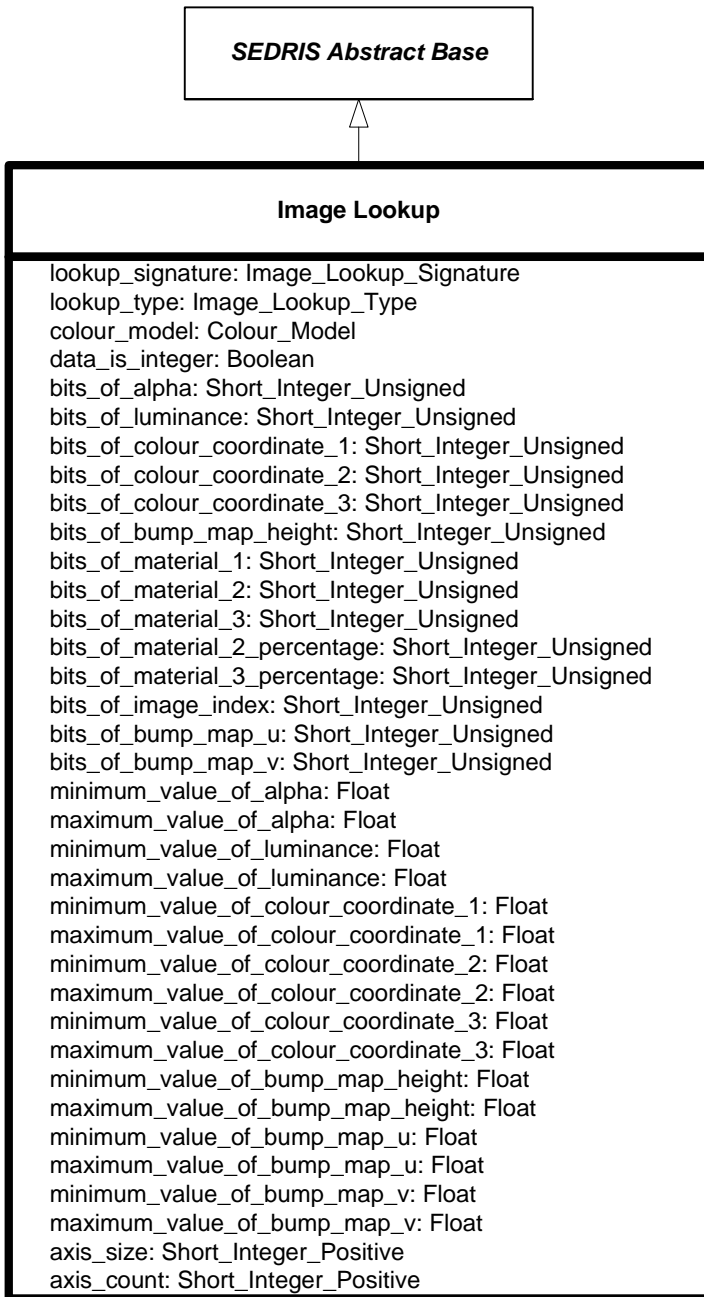 SEDRIS Abstract Base
Image Lookup
lookup_signature: Image_Lookup_Signature
lookup_type: Image_Lookup_Type
colour_model: Colour_Model
data_is_integer: Boolean
bits_of_alpha: Short_Integer_Unsigned
bits_of_luminance: Short_Integer_Unsigned
bits_of_colour_coordinate_1: Short_Integer_Unsigned
bits_of_colour_coordinate_2: Short_Integer_Unsigned
bits_of_colour_coordinate_3: Short_Integer_Unsigned
bits_of_bump_map_height: Short_Integer_Unsigned
bits_of_material_1: Short_Integer_Unsigned
bits_of_material_2: Short_Integer_Unsigned
bits_of_material_3: Short_Integer_Unsigned
bits_of_material_2_percentage: Short_Integer_Unsigned
bits_of_material_3_percentage: Short_Integer_Unsigned
bits_of_image_index: Short_Integer_Unsigned
bits_of_bump_map_u: Short_Integer_Unsigned
bits_of_bump_map_v: Short_Integer_Unsigned
minimum_value_of_alpha: Float
maximum_value_of_alpha: Float
minimum_value_of_luminance: Float
maximum_value_of_luminance: Float
minimum_value_of_colour_coordinate_1: Float
maximum_value_of_colour_coordinate_1: Float
minimum_value_of_colour_coordinate_2: Float
maximum_value_of_colour_coordinate_2: Float
minimum_value_of_colour_coordinate_3: Float
maximum_value_of_colour_coordinate_3: Float
minimum_value_of_bump_map_height: Float
maximum_value_of_bump_map_height: Float
minimum_value_of_bump_map_u: Float
maximum_value_of_bump_map_u: Float
minimum_value_of_bump_map_v: Float
maximum_value_of_bump_map_v: Float
axis_size: Short_Integer_Positive
axis_count: Short_Integer_Positive